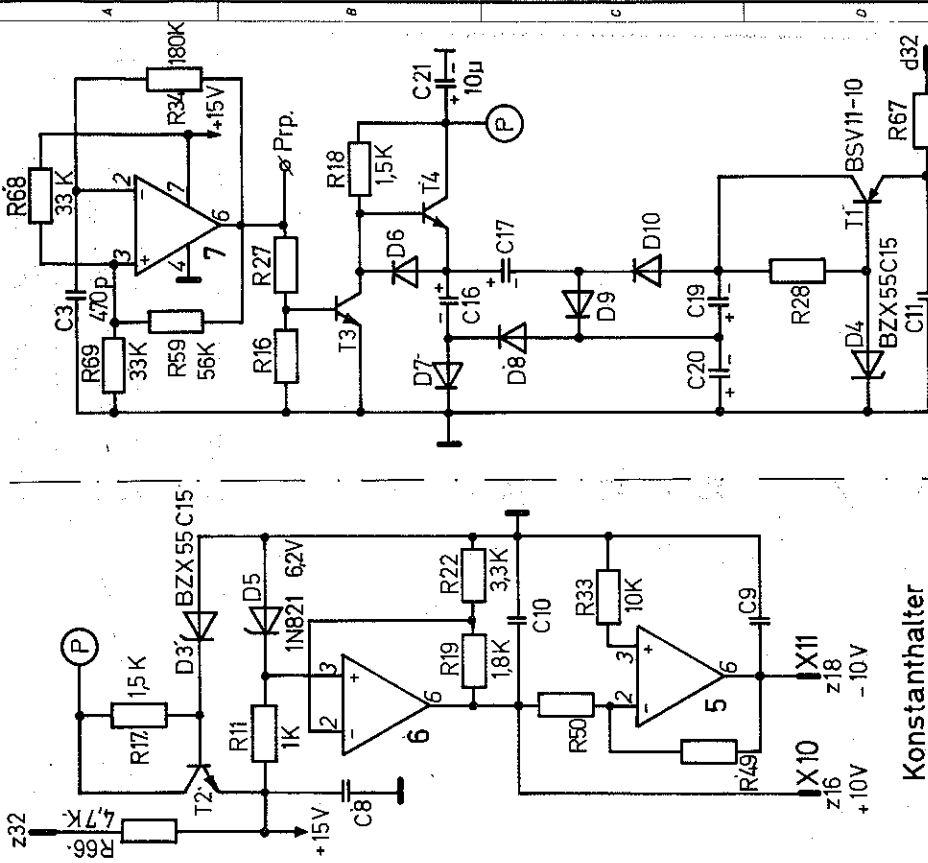 A
B
C
D
R68
33 K
C3
470p
R69
33K
R59
56K
R34
180K
+15V
2
3
-
+
4
7
6
7
Prp.
R27
R16
T3
R18
1,5K
T4
C21
- +
10µ
P
D6
+
-
C16
+
-
C17
D7
D8
D9
D10
C19
+
-
C20
+
-
R28
T1
BSV11-10
D4
BZX55C15
C11
R67
d32
z32
R66
4,7K
P
1,5 K
R17
T2
D3
BZX 55 C15
D5
1N821
6,2V
R11
1K
+15V
C8
2
3
-
+
6
6
R22
3,3K
R19
1,8K
C10
R33
10K
R50
2
3
-
+
5
6
R49
C9
X10
z16
+10V
X11
z18
-10V
Konstanthalter